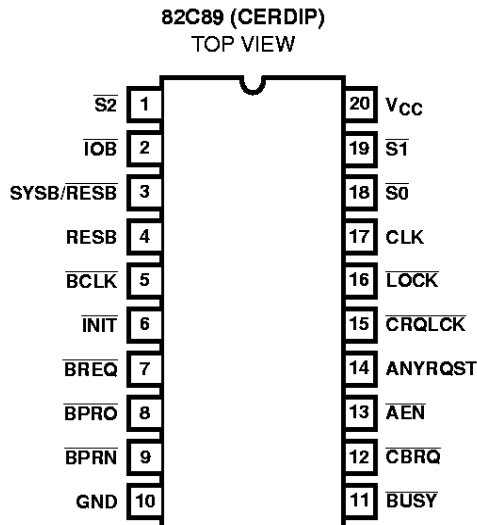 82C89 (CERDIP)
TOP VIEW
S2 1 20 VCC
IOB 2 19 S1
SYSB/RESB 3 18 S0
RESB 4 17 CLK
BCLK 5 16 LOCK
INIT 6 15 CRQLCK
BREQ 7 14 ANYRQST
BPRO 8 13 AEN
BPRN 9 12 CBRQ
GND 10 11 BUSY